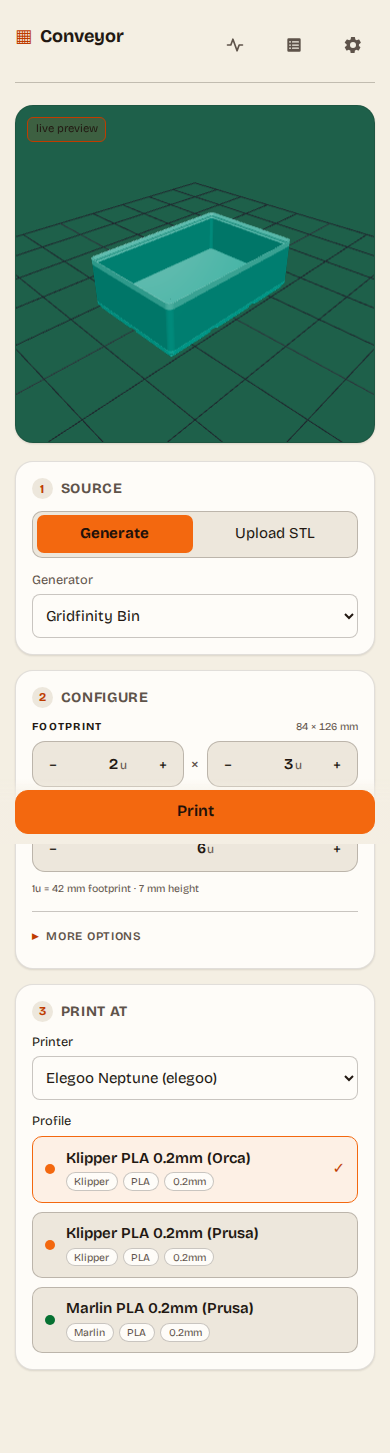 Conveyor
live preview
1 SOURCE
Generate Upload STL
Generator
Gridfinity Bin
2 CONFIGURE
FOOTPRINT 84 × 126 mm
− 2u + × − 3u +
Print
− 6u +
1u = 42 mm footprint · 7 mm height
▸ MORE OPTIONS
3 PRINT AT
Printer
Elegoo Neptune (elegoo)
Profile
Klipper PLA 0.2mm (Orca) ✓
Klipper PLA 0.2mm
Klipper PLA 0.2mm (Prusa)
Klipper PLA 0.2mm
Marlin PLA 0.2mm (Prusa)
Marlin PLA 0.2mm